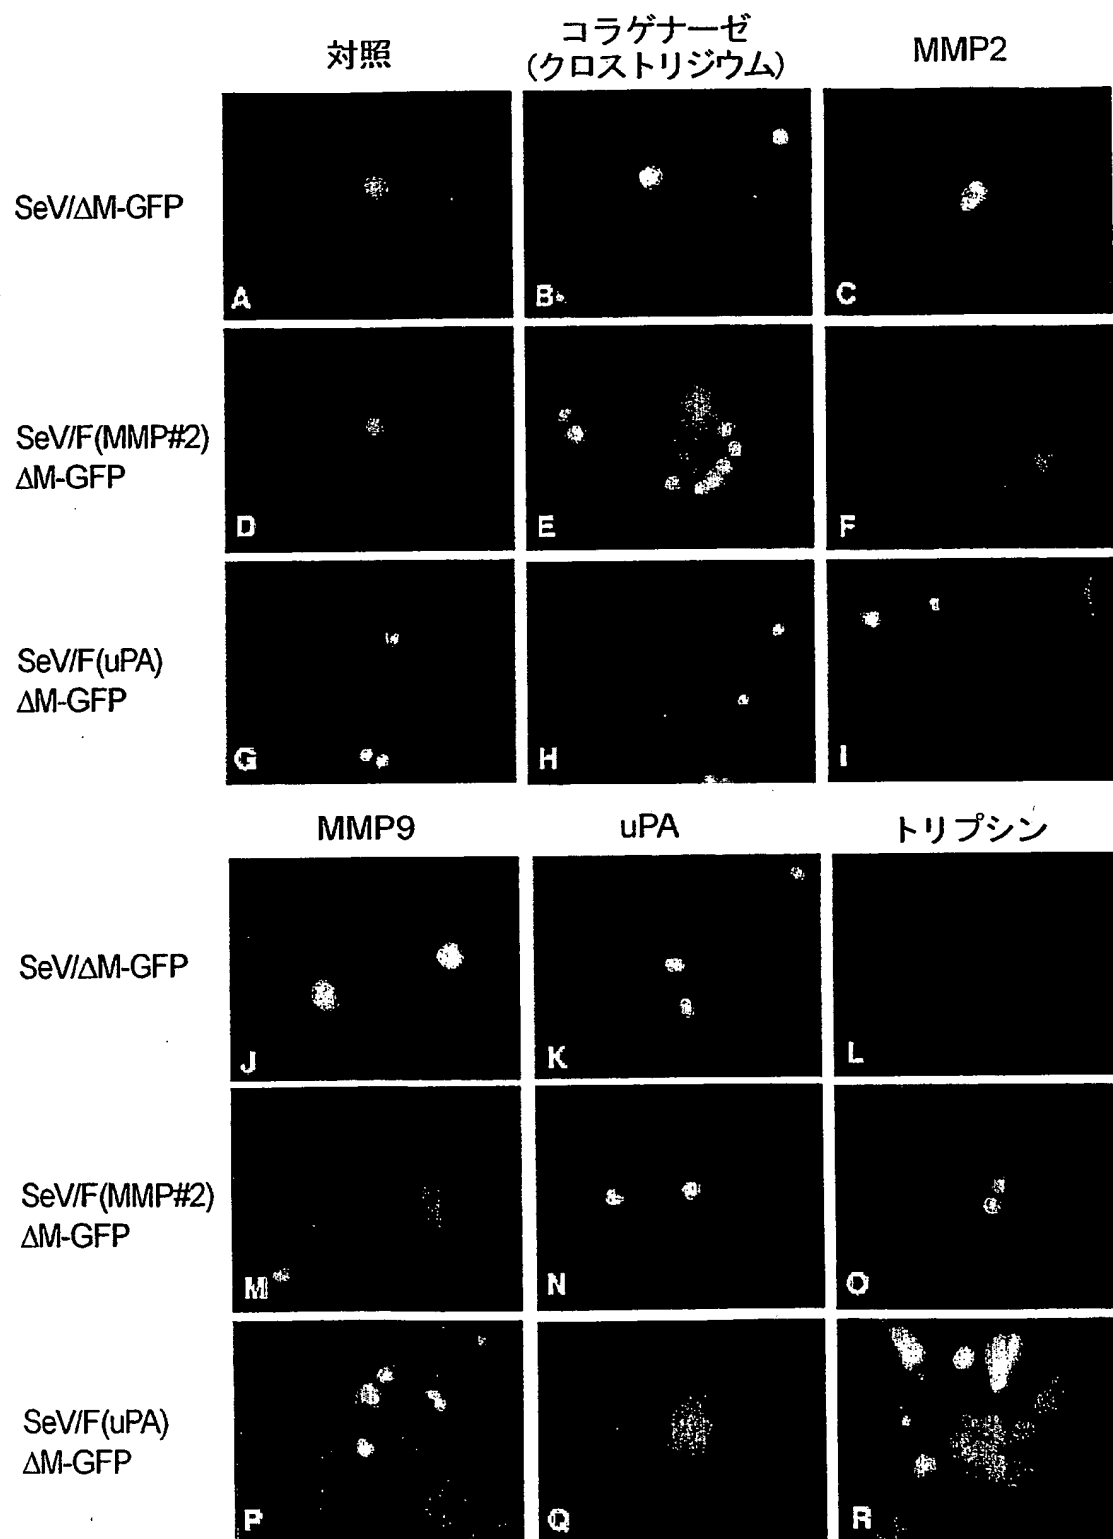 対照
コラゲナーゼ
(クロストリジウム)
MMP2
SeV/ΔM-GFP
A
B
C
SeV/F(MMP#2)
ΔM-GFP
D
E
F
SeV/F(uPA)
ΔM-GFP
G
H
I
MMP9
uPA
トリプシン
SeV/ΔM-GFP
J
K
L
SeV/F(MMP#2)
ΔM-GFP
M
N
O
SeV/F(uPA)
ΔM-GFP
P
Q
R